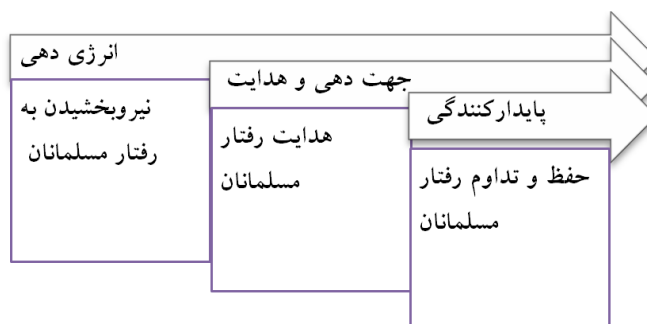 انرژی دهی
نیروبخشیدن به
رفتار مسلمانان
جهت دهی و هدایت
هدایت رفتار
مسلمانان
پایدارکنندگی
حفظ و تداوم رفتار
مسلمانان